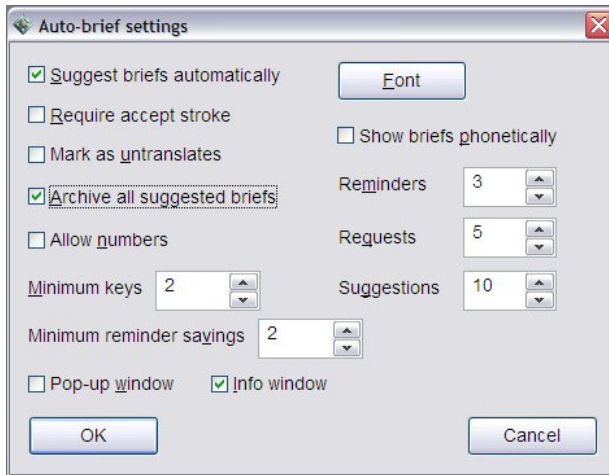 Auto-brief settings
Suggest briefs automatically
Font
Require accept stroke
Show briefs phonetically
Mark as untranslates
Reminders 3
Archive all suggested briefs
Allow numbers
Requests 5
Minimum keys 2
Suggestions 10
Minimum reminder savings 2
Pop-up window
Info window
OK
Cancel